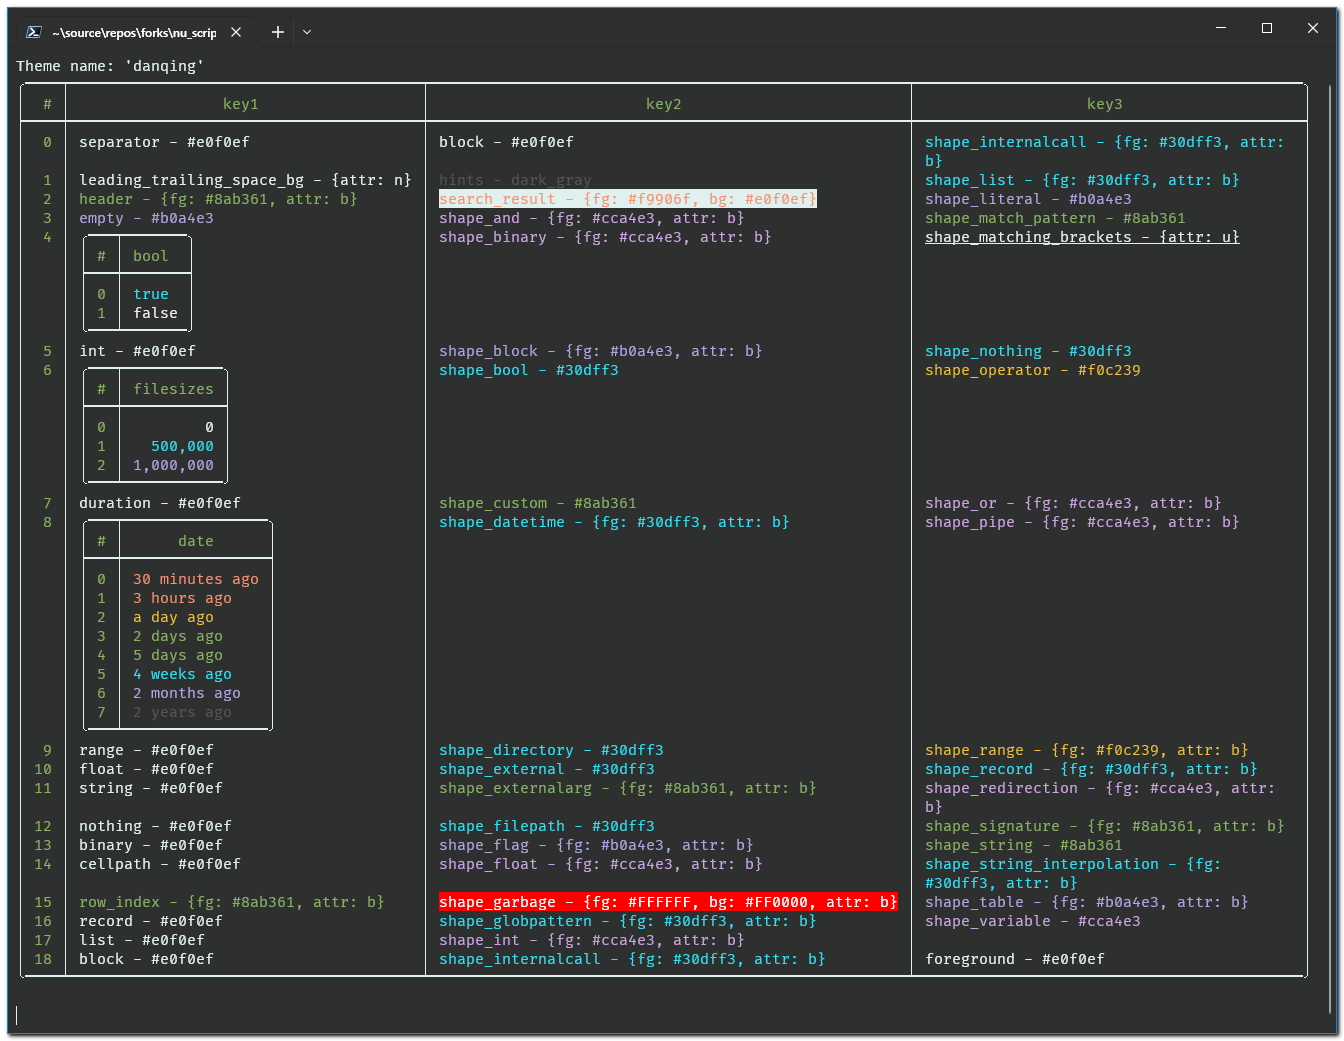 ~\source\repos\forks\nu_scrip
Theme name: 'danqing'
# key1 key2 key3
0 separator - #e0f0ef block - #e0f0ef shape_internalcall - {fg: #30dff3, attr:
b}
1 leading_trailing_space_bg - {attr: n} hints - dark_gray shape_list - {fg: #30dff3, attr: b}
2 header - {fg: #8ab361, attr: b} search_result - {fg: #f9906f, bg: #e0f0ef} shape_literal - #b0a4e3
3 empty - #b0a4e3 shape_and - {fg: #cca4e3, attr: b} shape_match_pattern - #8ab361
4 shape_binary - {fg: #cca4e3, attr: b} shape_matching_brackets - {attr: u}
# bool
0 true
1 false
5 int - #e0f0ef shape_block - {fg: #b0a4e3, attr: b} shape_nothing - #30dff3
6 shape_bool - #30dff3 shape_operator - #f0c239
# filesizes
0 0
1 500,000
2 1,000,000
7 duration - #e0f0ef shape_custom - #8ab361 shape_or - {fg: #cca4e3, attr: b}
8 shape_datetime - {fg: #30dff3, attr: b} shape_pipe - {fg: #cca4e3, attr: b}
# date
0 30 minutes ago
1 3 hours ago
2 a day ago
3 2 days ago
4 5 days ago
5 4 weeks ago
6 2 months ago
7 2 years ago
9 range - #e0f0ef shape_directory - #30dff3 shape_range - {fg: #f0c239, attr: b}
10 float - #e0f0ef shape_external - #30dff3 shape_record - {fg: #30dff3, attr: b}
11 string - #e0f0ef shape_externalarg - {fg: #8ab361, attr: b} shape_redirection - {fg: #cca4e3, attr:
b}
12 nothing - #e0f0ef shape_filepath - #30dff3 shape_signature - {fg: #8ab361, attr: b}
13 binary - #e0f0ef shape_flag - {fg: #b0a4e3, attr: b} shape_string - #8ab361
14 cellpath - #e0f0ef shape_float - {fg: #cca4e3, attr: b} shape_string_interpolation - {fg:
#30dff3, attr: b}
15 row_index - {fg: #8ab361, attr: b} shape_garbage - {fg: #FFFFFF, bg: #FF0000, attr: b} shape_table - {fg: #b0a4e3, attr: b}
16 record - #e0f0ef shape_globpattern - {fg: #30dff3, attr: b} shape_variable - #cca4e3
17 list - #e0f0ef shape_int - {fg: #cca4e3, attr: b}
18 block - #e0f0ef shape_internalcall - {fg: #30dff3, attr: b} foreground - #e0f0ef